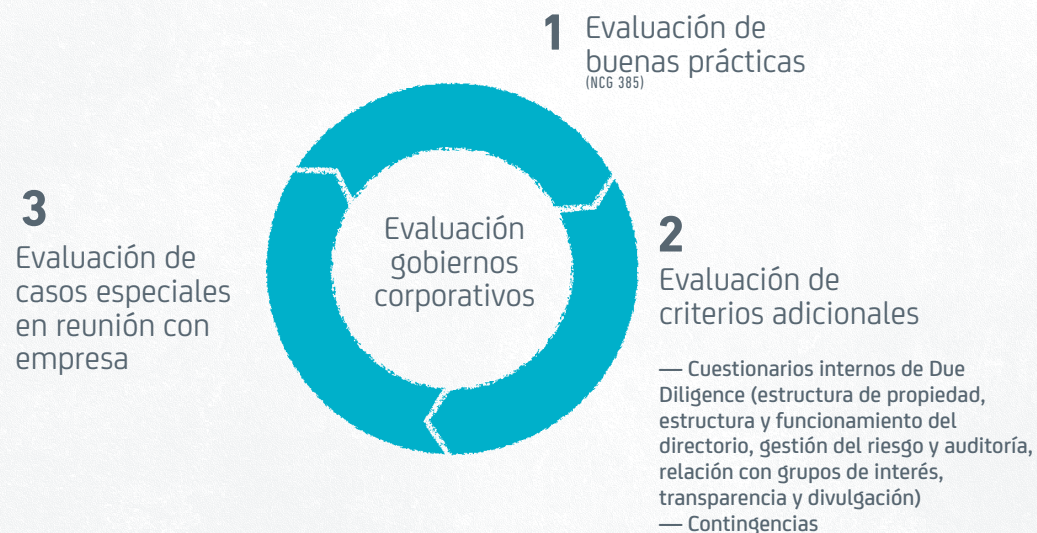 1
Evaluación de
buenas prácticas
(NCG 385)
2
Evaluación de
criterios adicionales
— Cuestionarios internos de Due
Diligence (estructura de propiedad,
estructura y funcionamiento del
directorio, gestión del riesgo y auditoría,
relación con grupos de interés,
transparencia y divulgación)
— Contingencias
3
Evaluación de
casos especiales
en reunión con
empresa
Evaluación
gobiernos
corporativos